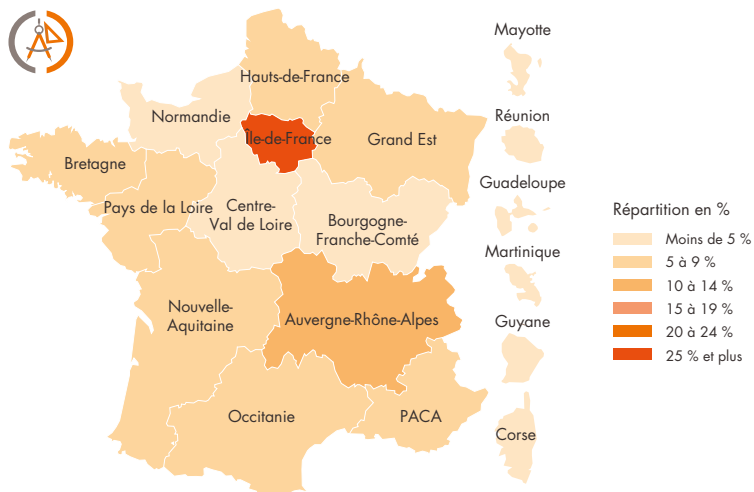 Mayotte
Hauts-de-France
Normandie
Réunion
Île-de-France
Grand Est
Bretagne
Guadeloupe
Pays de la Loire
Centre-
Val de Loire
Bourgogne-
Franche-Comté
Martinique
Nouvelle-
Aquitaine
Auvergne-Rhône-Alpes
Guyane
Occitanie
PACA
Corse
Répartition en %
Moins de 5 %
5 à 9 %
10 à 14 %
15 à 19 %
20 à 24 %
25 % et plus